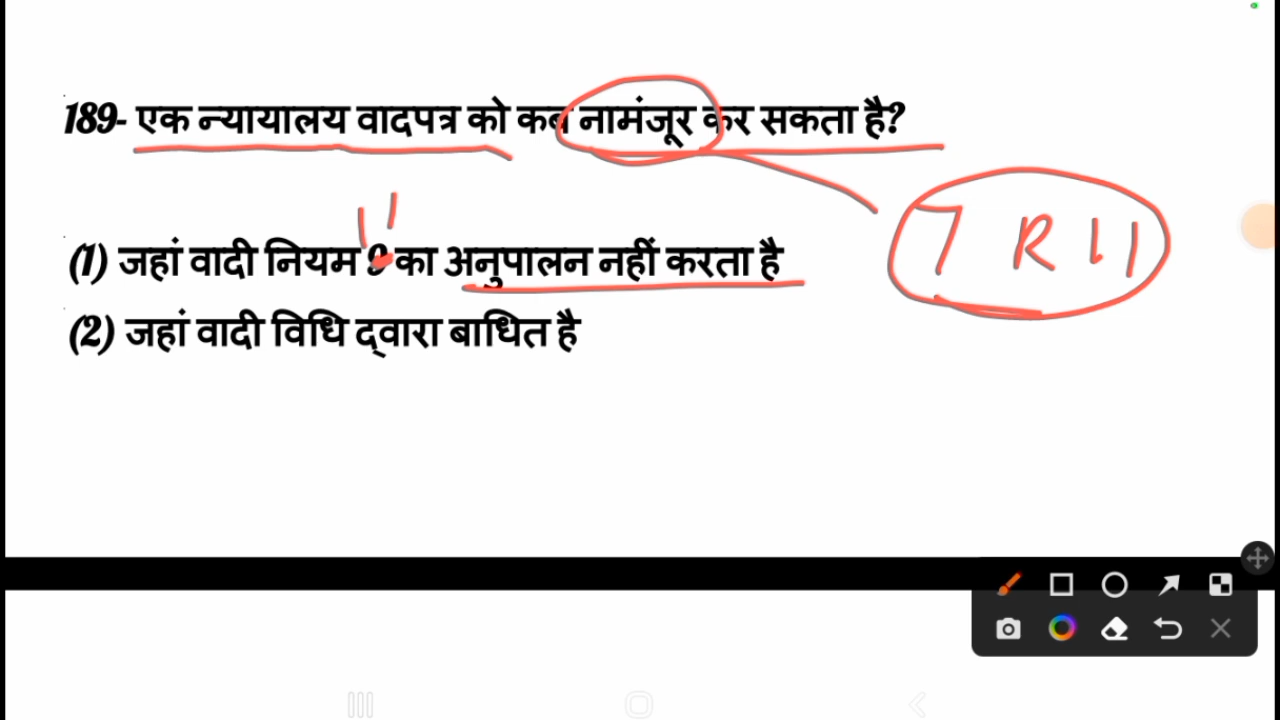 189- एक न्यायालय वादपत्र को कब नामंजूर कर सकता है?
7 R 11
11
(1) जहां वादी नियम 9 का अनुपालन नहीं करता है
(2) जहां वादी विधि द्वारा बाधित है